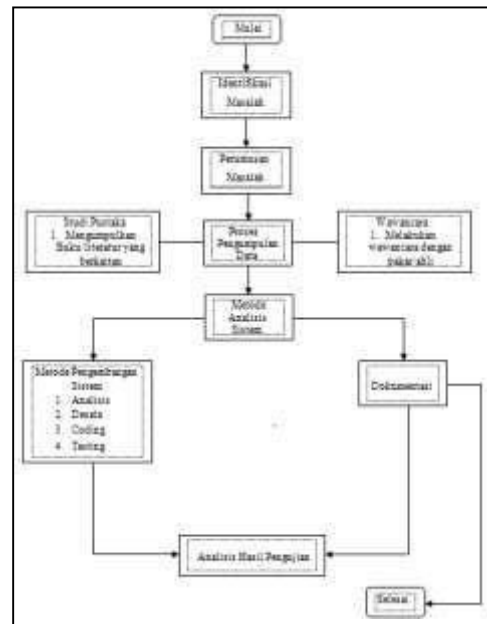 Mulai
Identifikasi
Masalah
Perumusan
Masalah
Studi Pustaka
1. Mengumpulkan
Buku literatur yang
berkaitan
Proses
Pengumpulan
Data
Wawancara
1. Melakukan
wawancara dengan
pakar ahli
Metode
Analisis
Sistem
Metode Pengembangan
Sistem
1. Analisis
2. Desain
3. Coding
4. Testing
Dokumentasi
Analisis Hasil Pengujian
Selesai